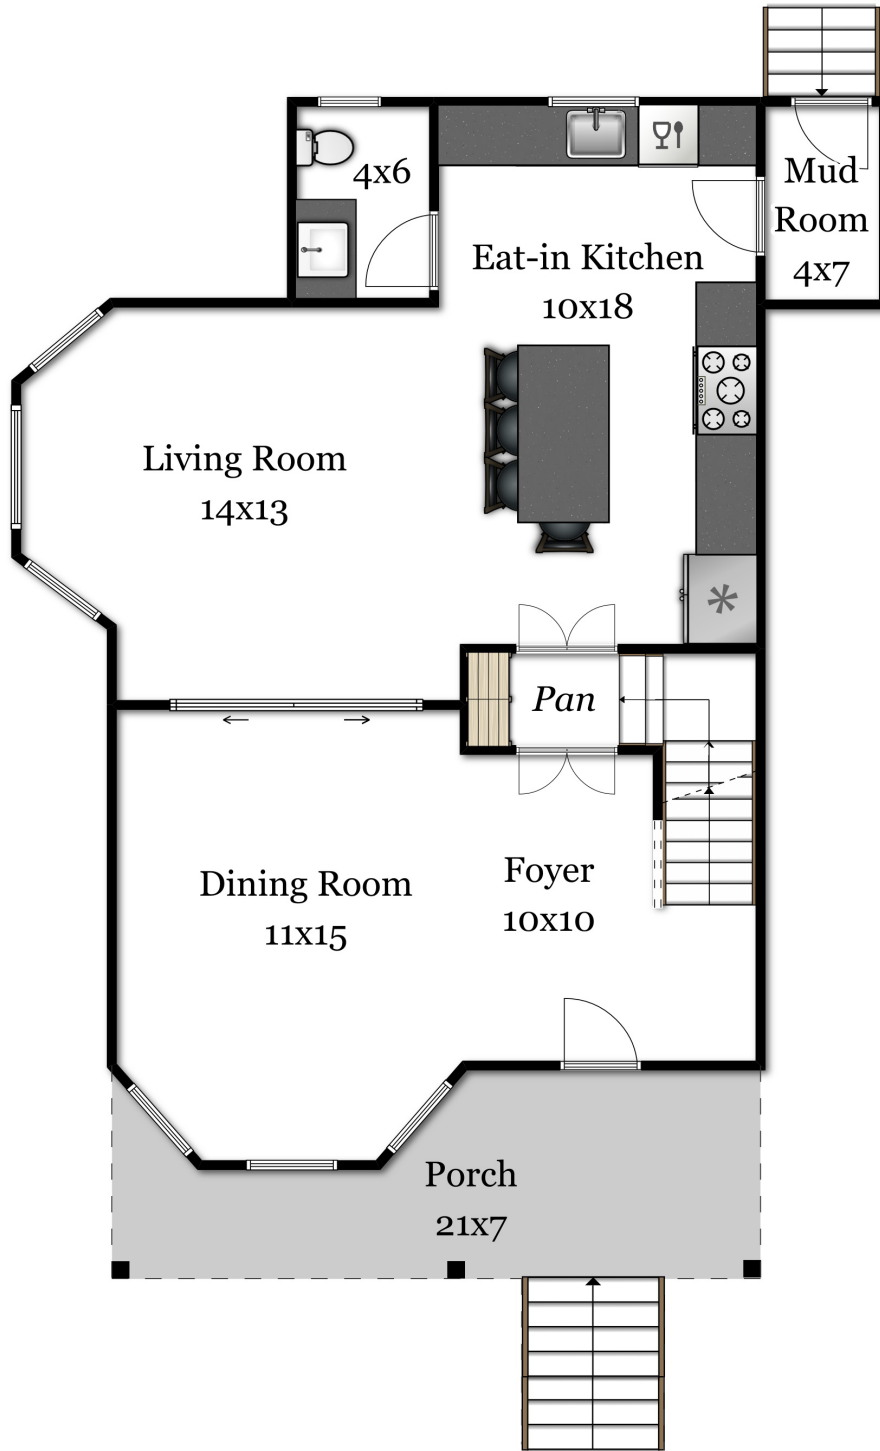 4x6
Mud
Room
4x7
Eat-in Kitchen
10x18
Living Room
14x13
Pan
Dining Room
11x15
Foyer
10x10
Porch
21x7